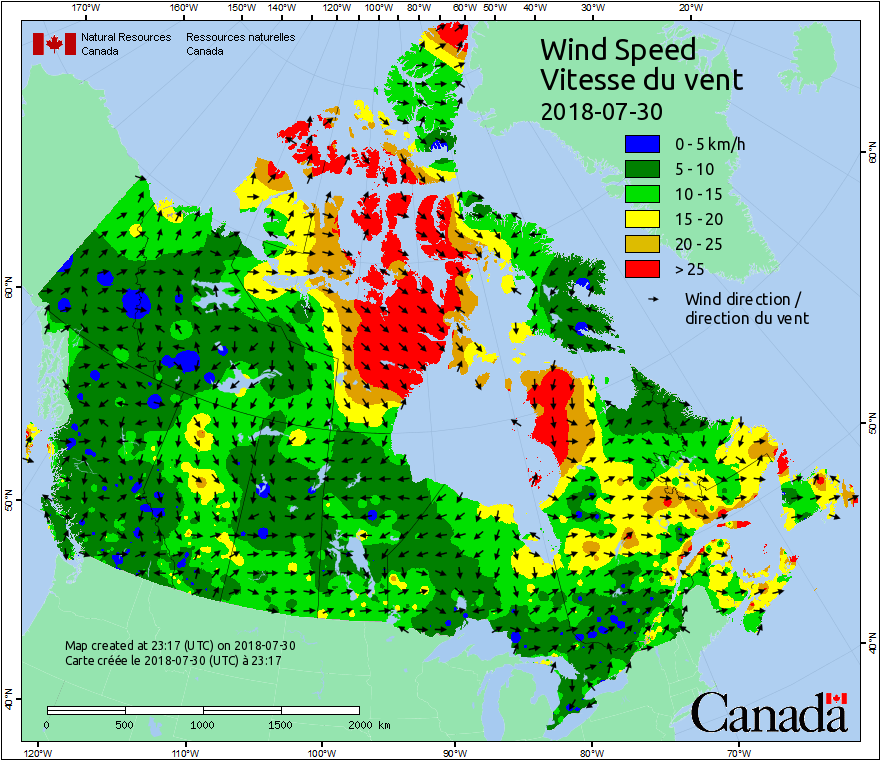 170°W 160°W 150°W 140°W 120°W 100°W 80°W 60°W 50°W 40°W 30°W 20°W
Natural Resources Ressources naturelles
Canada Canada
Wind Speed
Vitesse du vent
2018-07-30
0 - 5 km/h
5 - 10
10 - 15
15 - 20
20 - 25
> 25
Wind direction /
direction du vent
60°N
60°N
50°N
50°N
40°N
40°N
Map created at 23:17 (UTC) on 2018-07-30
Carte créée le 2018-07-30 (UTC) à 23:17
0 500 1000 1500 2000 km
Canada
120°W 110°W 100°W 90°W 80°W 70°W